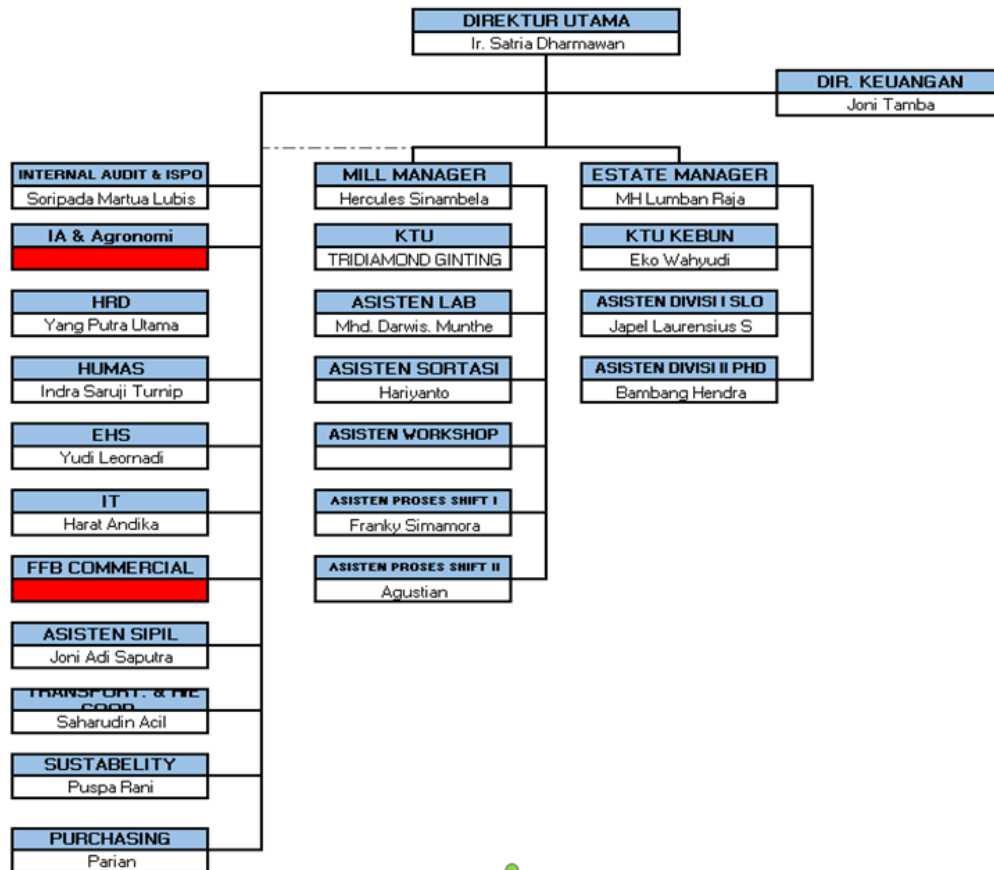 DIREKTUR UTAMA
Ir. Satria Dharmawan
DIR. KEUANGAN
Joni Tamba
INTERNAL AUDIT & ISPO
Soripada Martua Lubis
IA & Agronomi
HRD
Yang Putra Utama
HUMAS
Indra Saruji Turnip
EHS
Yudi Leornadi
IT
Harat Andika
FFB COMMERCIAL
ASISTEN SIPIL
Joni Adi Saputra
TRANSPORT. &
Saharudin Acil
SUSTABELITY
Puspa Rani
PURCHASING
Parian
MILL MANAGER
Hercules Sinambela
KTU
TRIDIAMOND GINTING
ASISTEN LAB
Mhd. Darwis. Munthe
ASISTEN SORTASI
Hariyanto
ASISTEN WORKSHOP
ASISTEN PROSES SHIFT I
Franky Simamora
ASISTEN PROSES SHIFT II
Agustian
ESTATE MANAGER
MH Lumban Raja
KTU KEBUN
Eko Wahyudi
ASISTEN DIVISI I SLO
Japel Laurensius S
ASISTEN DIVISI II PHD
Bambang Hendra